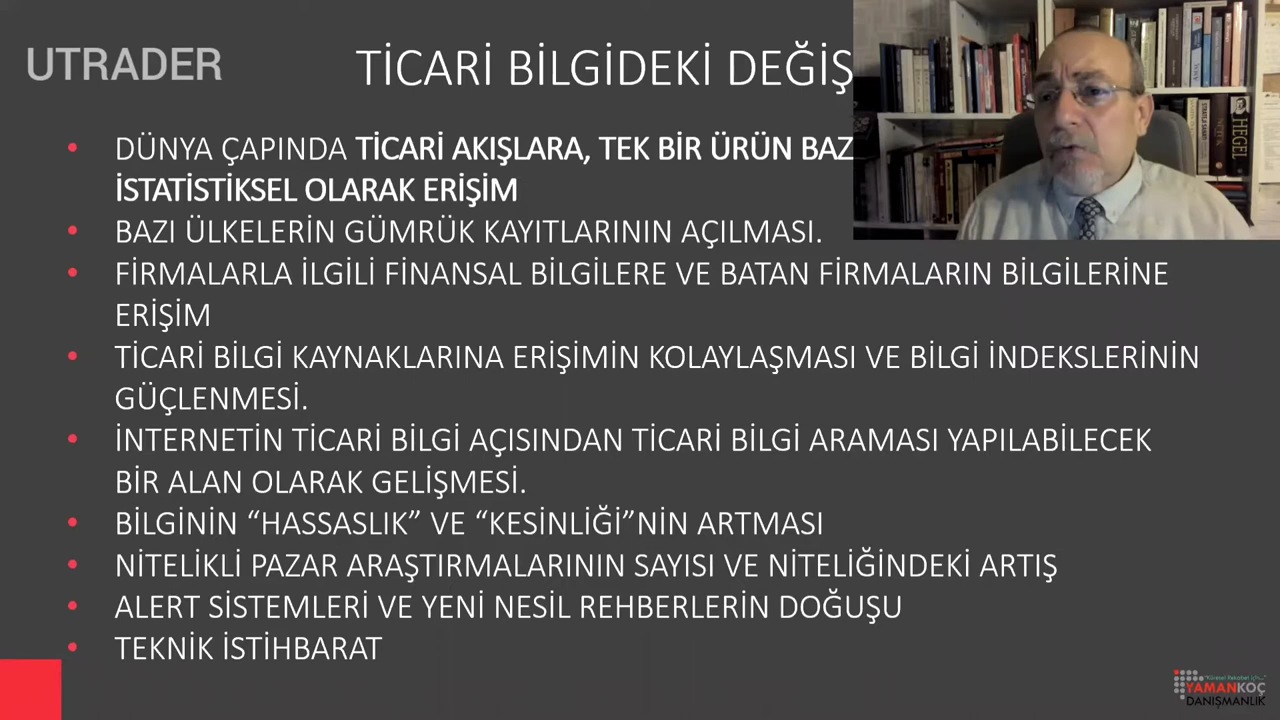 UTRADER
TİCARİ BİLGİDEKİ DEĞİŞ
• DÜNYA ÇAPINDA TİCARİ AKIŞLARA, TEK BİR ÜRÜN BAZ
İSTATİSTİKSEL OLARAK ERİŞİM
• BAZI ÜLKELERİN GÜMRÜK KAYITLARININ AÇILMASI.
• FİRMALARLA İLGİLİ FİNANSAL BİLGİLERE VE BATAN FİRMALARIN BİLGİLERİNE
ERİŞİM
• TİCARİ BİLGİ KAYNAKLARINA ERİŞİMİN KOLAYLAŞMASI VE BİLGİ İNDEKSLERİNİN
GÜÇLENMESİ.
• İNTERNETİN TİCARİ BİLGİ AÇISINDAN TİCARİ BİLGİ ARAMASI YAPILABİLECEK
BİR ALAN OLARAK GELİŞMESİ.
• BİLGİNİN “HASSASLIK” VE “KESİNLİĞİ”NİN ARTMASI
• NİTELİKLİ PAZAR ARAŞTIRMALARININ SAYISI VE NİTELİĞİNDEKİ ARTIŞ
• ALERT SİSTEMLERİ VE YENİ NESİL REHBERLERİN DOĞUŞU
• TEKNİK İSTİHBARAT
HEGEL
"Küresel Rekabet için..."
YAMANKOÇ
DANIŞMANLIK